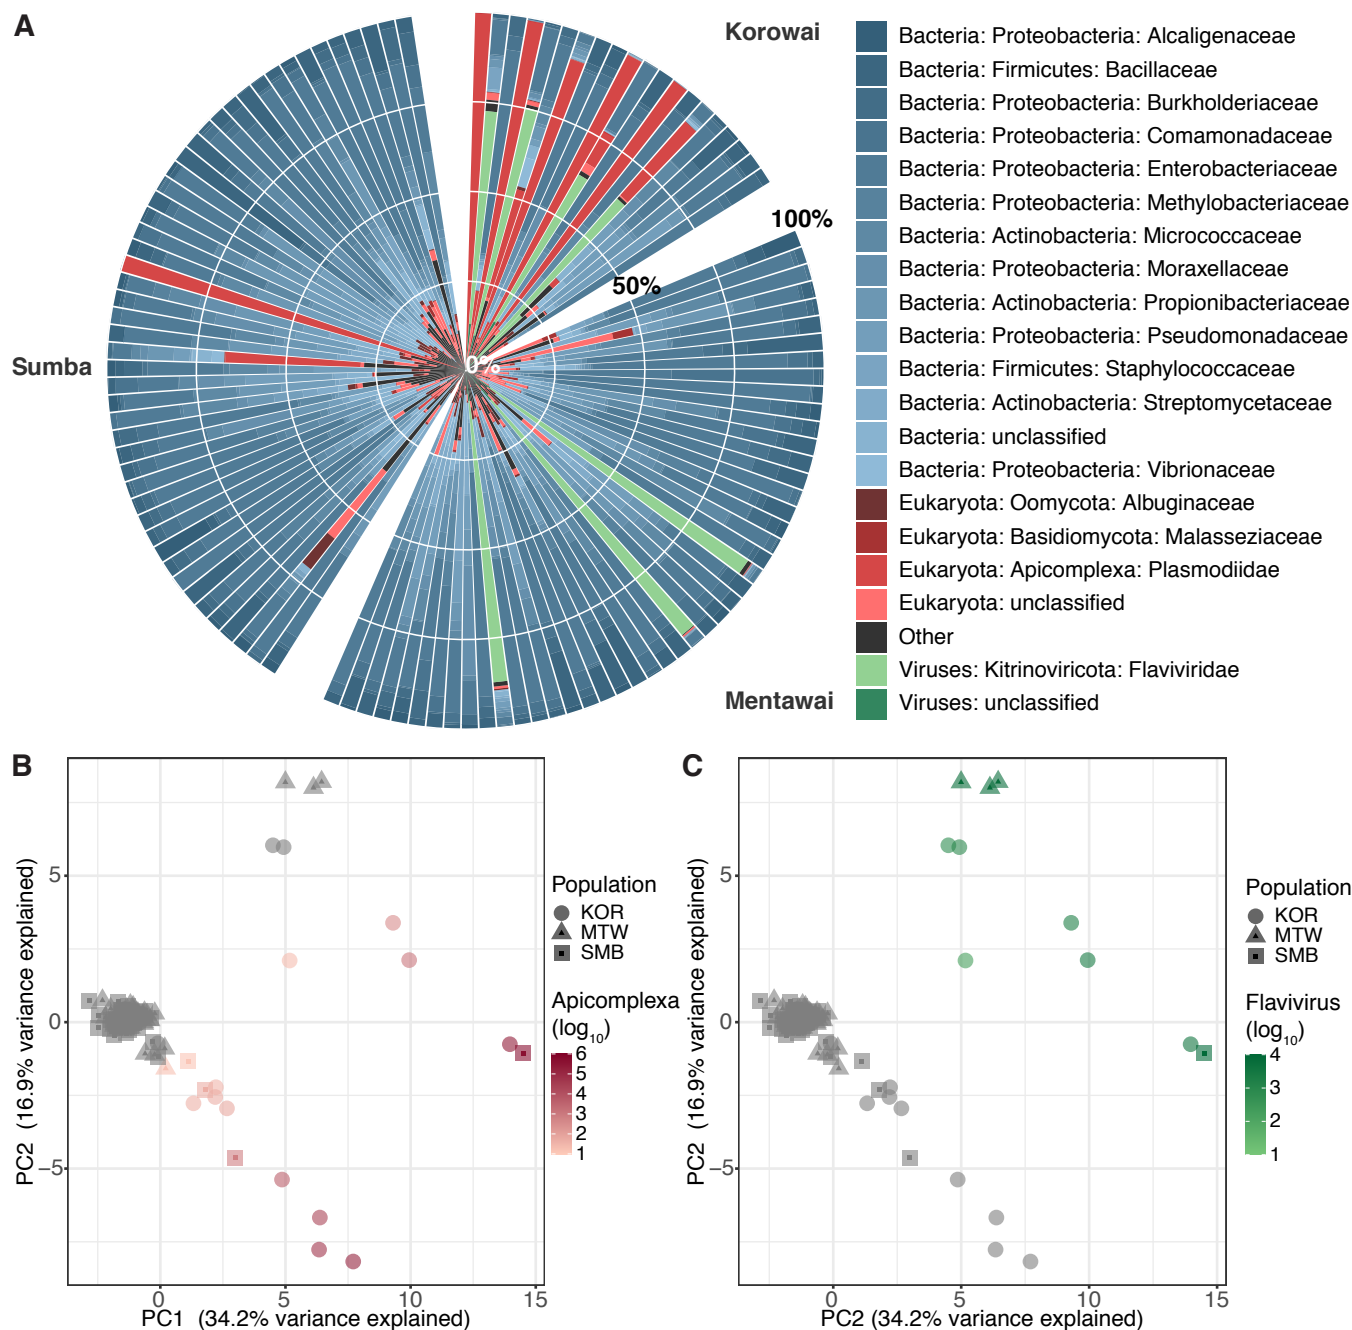 A
Korowai
100%
50%
0%
Sumba
Mentawai
Bacteria: Proteobacteria: Alcaligenaceae
Bacteria: Firmicutes: Bacillaceae
Bacteria: Proteobacteria: Burkholderiaceae
Bacteria: Proteobacteria: Comamonadaceae
Bacteria: Proteobacteria: Enterobacteriaceae
Bacteria: Proteobacteria: Methylobacteriaceae
Bacteria: Actinobacteria: Micrococcaceae
Bacteria: Proteobacteria: Moraxellaceae
Bacteria: Actinobacteria: Propionibacteriaceae
Bacteria: Proteobacteria: Pseudomonadaceae
Bacteria: Firmicutes: Staphylococcaceae
Bacteria: Actinobacteria: Streptomycetaceae
Bacteria: unclassified
Bacteria: Proteobacteria: Vibrionaceae
Eukaryota: Oomycota: Albuginaceae
Eukaryota: Basidiomycota: Malasseziaceae
Eukaryota: Apicomplexa: Plasmodiidae
Eukaryota: unclassified
Other
Viruses: Kitrinoviricota: Flaviviridae
Viruses: unclassified
B
PC2 (16.9% variance explained)
5
0
−5
0
5
10
15
PC1 (34.2% variance explained)
Population
KOR
MTW
SMB
Apicomplexa
(log10)
6
5
4
3
2
1
C
PC2 (16.9% variance explained)
5
0
−5
0
5
10
15
PC2 (34.2% variance explained)
Population
KOR
MTW
SMB
Flavivirus
(log10)
4
3
2
1